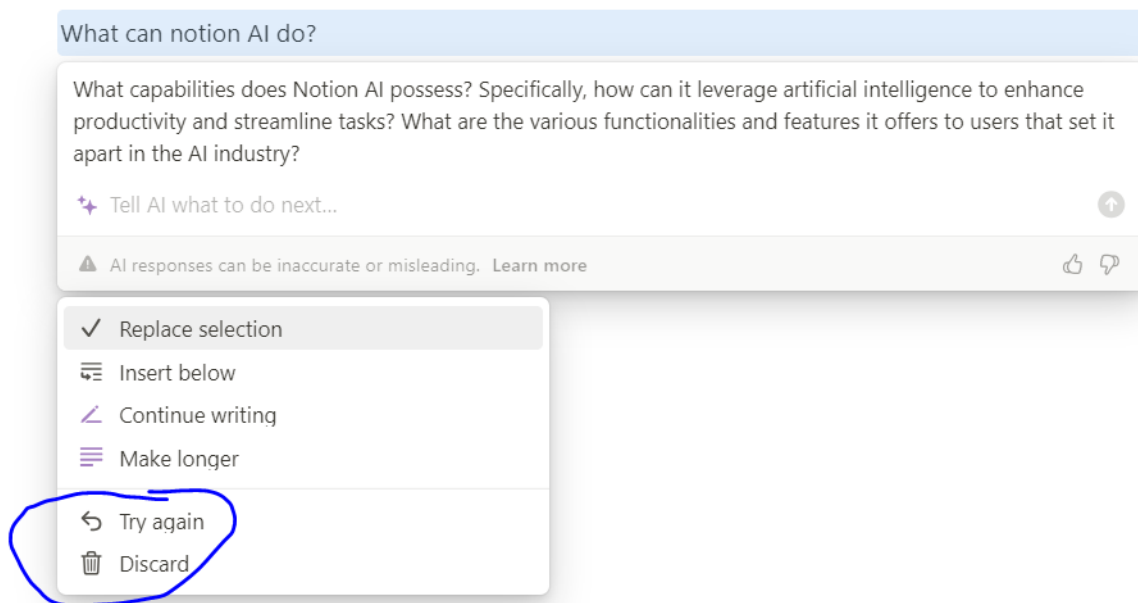 What can notion AI do?
What capabilities does Notion AI possess? Specifically, how can it leverage artificial intelligence to enhance
productivity and streamline tasks? What are the various functionalities and features it offers to users that set it
apart in the AI industry?
Tell AI what to do next...
AI responses can be inaccurate or misleading. Learn more
Replace selection
Insert below
Continue writing
Make longer
Try again
Discard